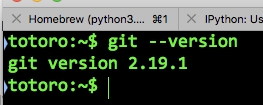 Homebrew (python3.... ⌘1 IPython: Us
totoro:~$ git --version
git version 2.19.1
totoro:~$